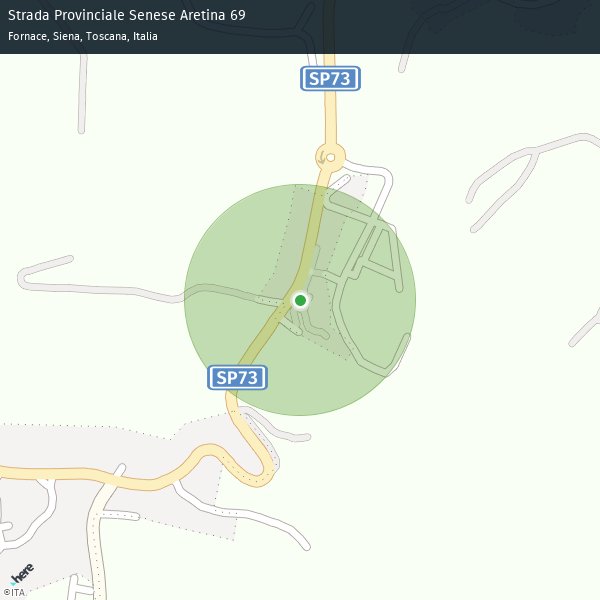 Strada Provinciale Senese Aretina 69
Fornace, Siena, Toscana, Italia
SP73
SP73
here
©ITA.